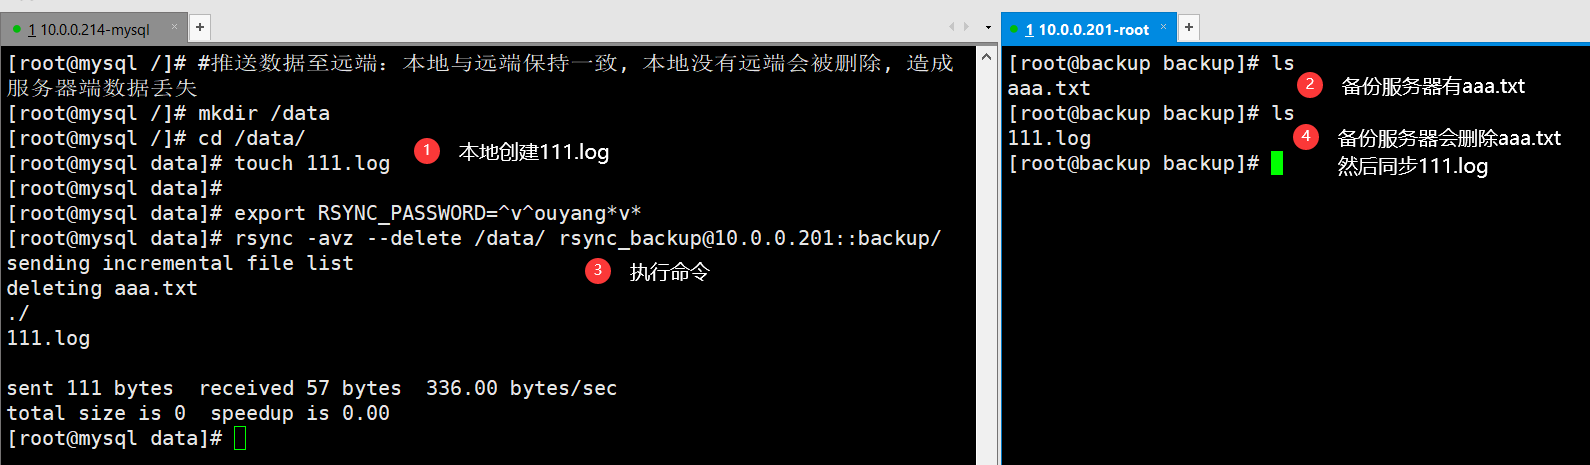 1 10.0.0.214-mysql
[root@mysql /]# #推送数据至远端：本地与远端保持一致，本地没有远端会被删除，造成
服务器端数据丢失
[root@mysql /]# mkdir /data
[root@mysql /]# cd /data/
[root@mysql data]# touch 111.log
1 本地创建111.log
[root@mysql data]#
[root@mysql data]# export RSYNC_PASSWORD=^v^ouyang*v*
[root@mysql data]# rsync -avz --delete /data/ rsync_backup@10.0.0.201::backup/
sending incremental file list
3 执行命令
deleting aaa.txt
./
111.log
sent 111 bytes  received 57 bytes  336.00 bytes/sec
total size is 0  speedup is 0.00
[root@mysql data]#
1 10.0.0.201-root
[root@backup backup]# ls
aaa.txt
2 备份服务器有aaa.txt
[root@backup backup]# ls
111.log
4 备份服务器会删除aaa.txt
然后同步111.log
[root@backup backup]#